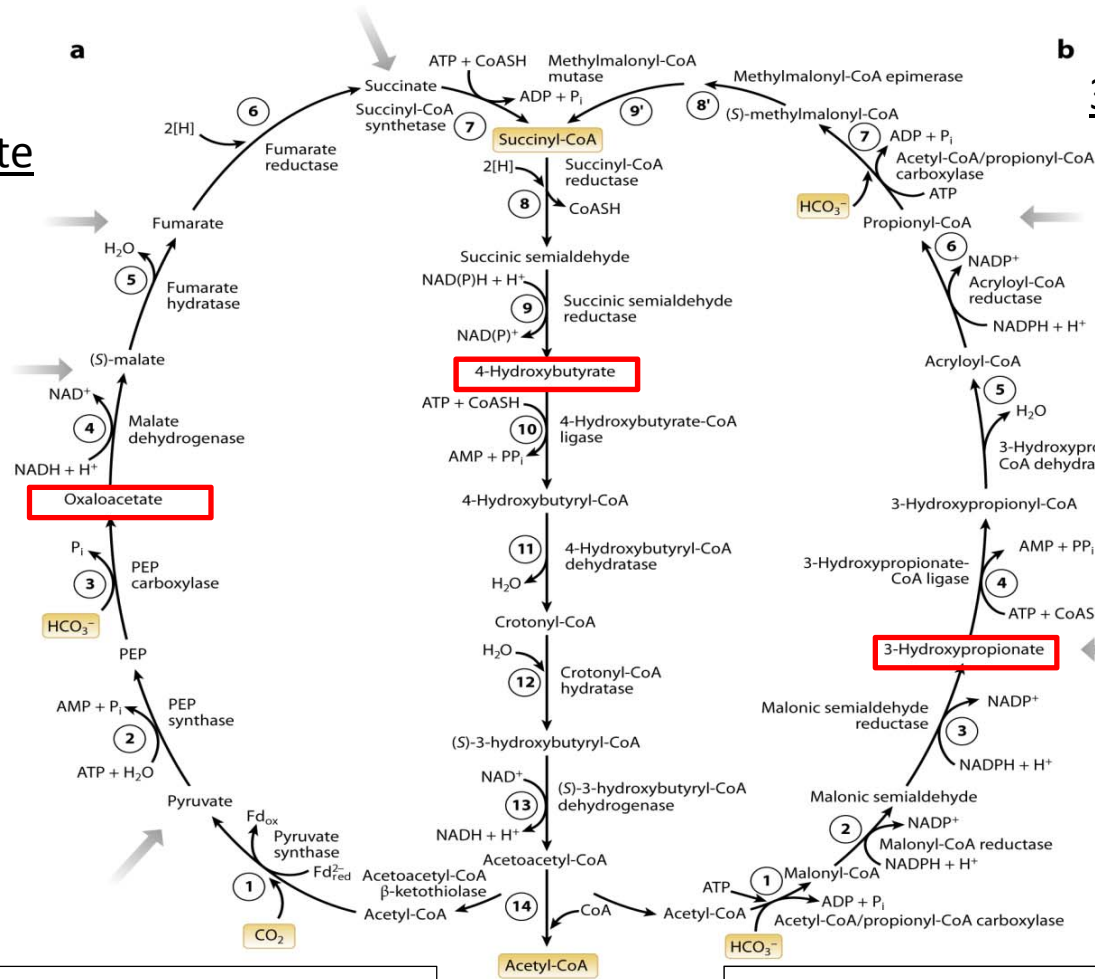 a
b
te
3
ATP + CoASH
ADP + Pi
Methylmalonyl-CoA
mutase
Methylmalonyl-CoA epimerase
Succinate
Succinyl-CoA
synthetase
7
Succinyl-CoA
9'
8'
(S)-methylmalonyl-CoA
6
2[H]
Fumarate
reductase
2[H]
Succinyl-CoA
reductase
8
CoASH
7
ADP + Pi
Acetyl-CoA/propionyl-CoA
carboxylase
ATP
HCO3−
Propionyl-CoA
Fumarate
H2O
5
Fumarate
hydratase
Succinic semialdehyde
NAD(P)H + H+
9
Succinic semialdehyde
reductase
NAD(P)+
6
NADP+
Acryloyl-CoA
reductase
NADPH + H+
(S)-malate
NAD+
4
Malate
dehydrogenase
NADH + H+
4-Hydroxybutyrate
ATP + CoASH
10
4-Hydroxybutyrate-CoA
ligase
AMP + PPi
Acryloyl-CoA
5
H2O
3-Hydroxypro
CoA dehydra
Oxaloacetate
4-Hydroxybutyryl-CoA
3-Hydroxypropionyl-CoA
Pi
3
PEP
carboxylase
HCO3−
11
4-Hydroxybutyryl-CoA
dehydratase
H2O
3-Hydroxypropionate-
CoA ligase
4
AMP + PPi
ATP + CoAS
PEP
Crotonyl-CoA
3-Hydroxypropionate
AMP + Pi
2
PEP
synthase
ATP + H2O
H2O
12
Crotonyl-CoA
hydratase
Malonic semialdehyde
reductase
NADP+
3
NADPH + H+
(S)-3-hydroxybutyryl-CoA
Pyruvate
NAD+
13
(S)-3-hydroxybutyryl-CoA
dehydrogenase
NADH + H+
Malonic semialdehyde
2
NADP+
Malonyl-CoA reductase
NADPH + H+
Fdox
Pyruvate
synthase
Fd2−red
1
CO2
Acetoacetyl-CoA
Acetoacetyl-CoA
β-ketothiolase
14
CoA
Acetyl-CoA
Acetyl-CoA
Acetyl-CoA
Malonyl-CoA
ATP
1
ADP + Pi
Acetyl-CoA/propionyl-CoA carboxylase
HCO3−